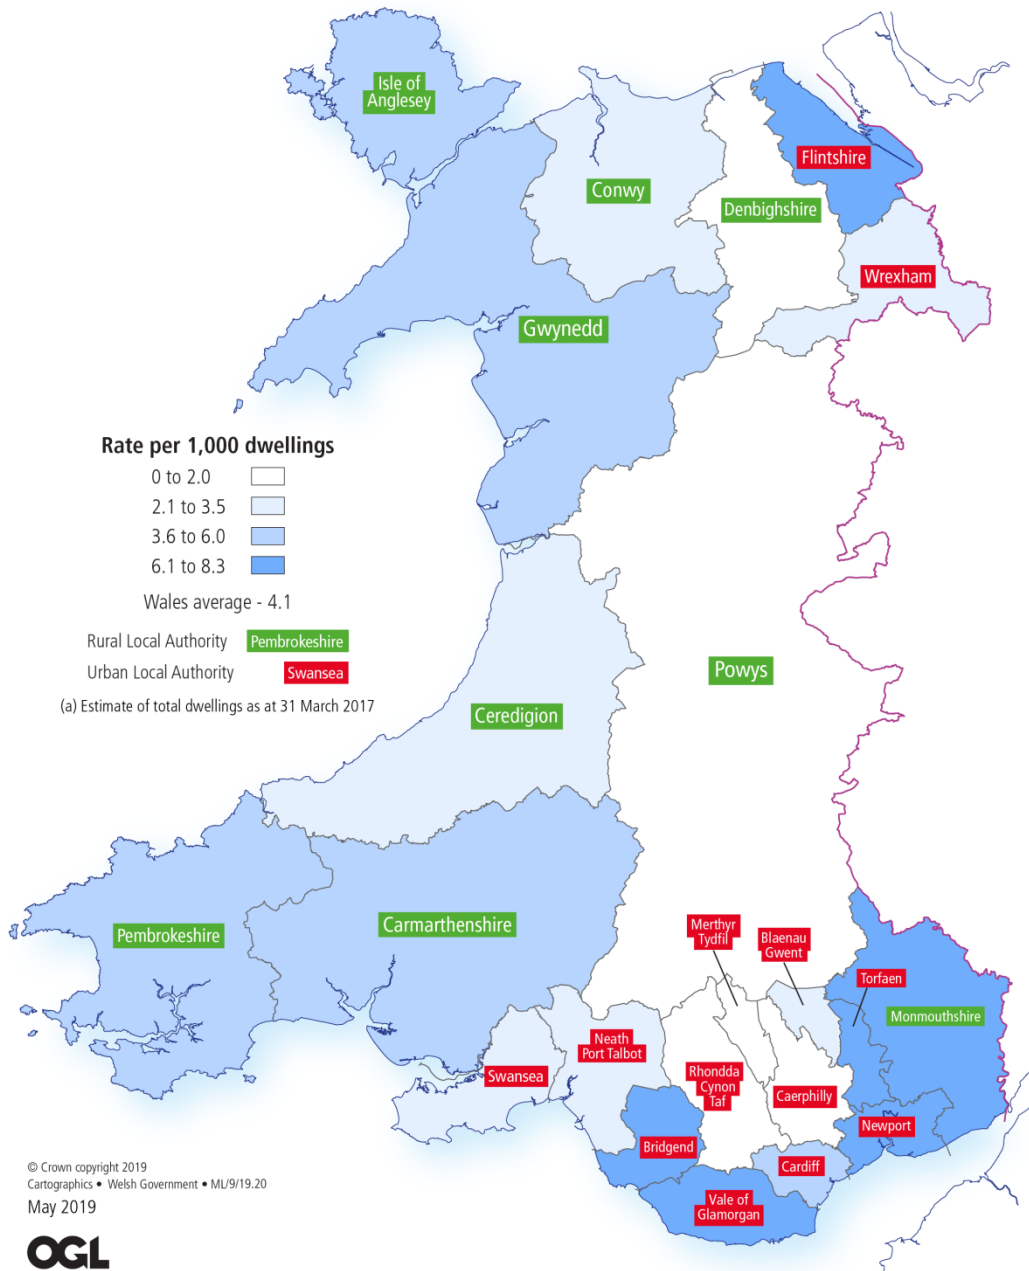 Isle of
Anglesey
Flintshire
Conwy
Denbighshire
Wrexham
Gwynedd
Rate per 1,000 dwellings
0 to 2.0
2.1 to 3.5
3.6 to 6.0
6.1 to 8.3
Wales average - 4.1
Rural Local Authority Pembrokeshire
Urban Local Authority Swansea
(a) Estimate of total dwellings as at 31 March 2017
Powys
Ceredigion
Pembrokeshire
Carmarthenshire
Merthyr
Tydfil
Blaenau
Gwent
Torfaen
Monmouthshire
Neath
Port Talbot
Swansea
Rhondda
Cynon
Taf
Caerphilly
Newport
Bridgend
Cardiff
Vale of
Glamorgan
© Crown copyright 2019
Cartographics • Welsh Government • ML/9/19.20
May 2019
OGL